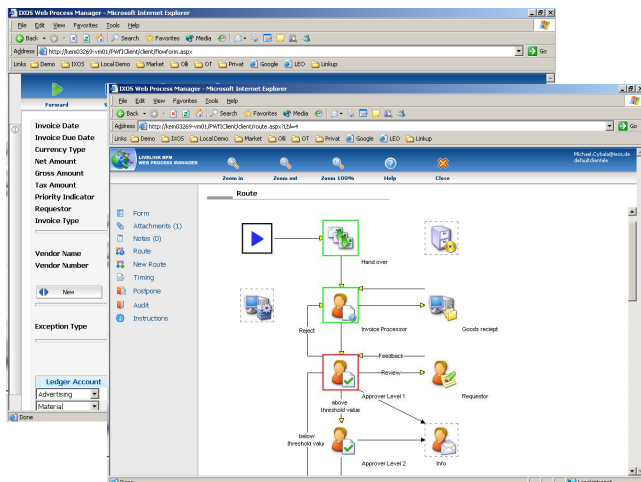 IXOS Web Process Manager - Microsoft Internet Explorer
File Edit View Favorites Tools Help
Back Search Favorites Media
Address http://kem03269-vm01/PWFIClient/client/flowform.aspx Go
Links Demo IXOS Local Demo Market Olli OT Privat Google LEO Linkup
Forward
Invoice Date
Invoice Due Date
Currency Type
Net Amount
Gross Amount
Tax Amount
Priority Indicator
Requestor
Invoice Type
Vendor Name
Vendor Number
New
Exception Type
Ledger Account
Advertising
Material
Done
IXOS Web Process Manager - Microsoft Internet Explorer
File Edit View Favorites Tools Help
Back Search Favorites Media
Address http://kem03269-vm01/PWFIClient/client/route.aspx?Lbl=4 Go
Links Demo IXOS Local Demo Market Olli OT Privat Google LEO Linkup
LIVELINK BPM
WEB PROCESS MANAGER
Michael.Cybala@ixos.de
defaultclientele
Zoom in Zoom out Zoom 100% Help Close
Route
Form
Attachments (1)
Notes (0)
Route
New Route
Timing
Postpone
Audit
Instructions
Hand over
Reject
Invoice Processor
Goods reciept
Feedback
Review
Approver Level 1
Requestor
above
threshold value
below
threshold valu
Approver Level 2
Info